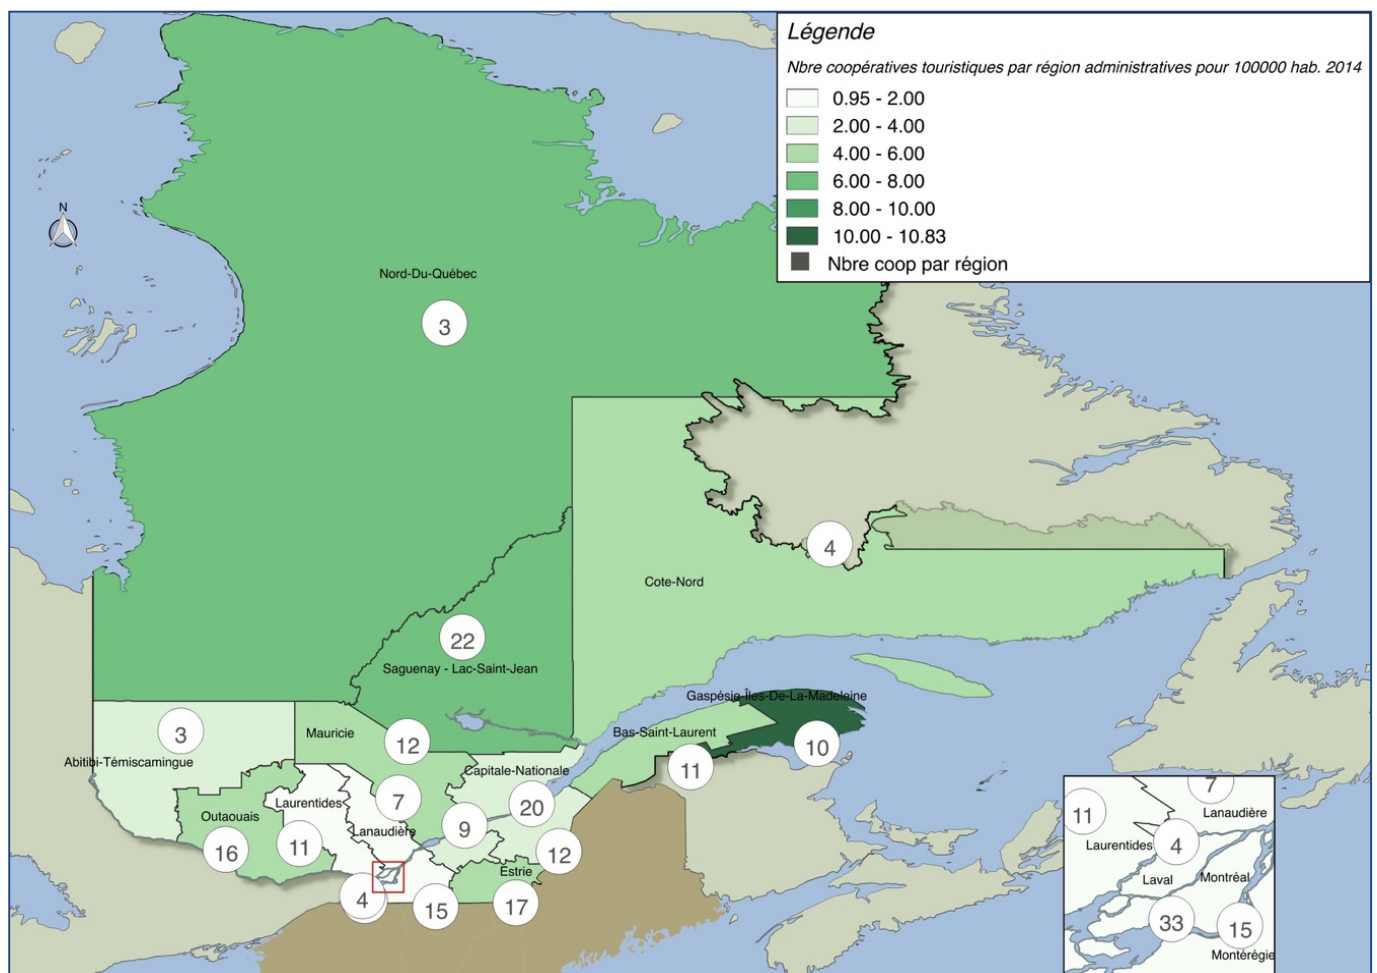 Légende
Nbre coopératives touristiques par région administratives pour 100000 hab. 2014
0.95 - 2.00
2.00 - 4.00
4.00 - 6.00
6.00 - 8.00
8.00 - 10.00
10.00 - 10.83
Nbre coop par région
N
Nord-Du-Québec
3
4
Cote-Nord
22
Saguenay - Lac-Saint-Jean
Gaspésie-Îles-De-La-Madeleine
3
Mauricie
12
Bas-Saint-Laurent
10
Abitibi-Témiscamingue
11
Capitale-Nationale
7
20
Laurentides
Outaouais
9
Lanaudière
11
16
12
Estrie
4
15
17
7
11
Lanaudière
4
Laurentides
Laval
Montréal
33
15
Montérégie